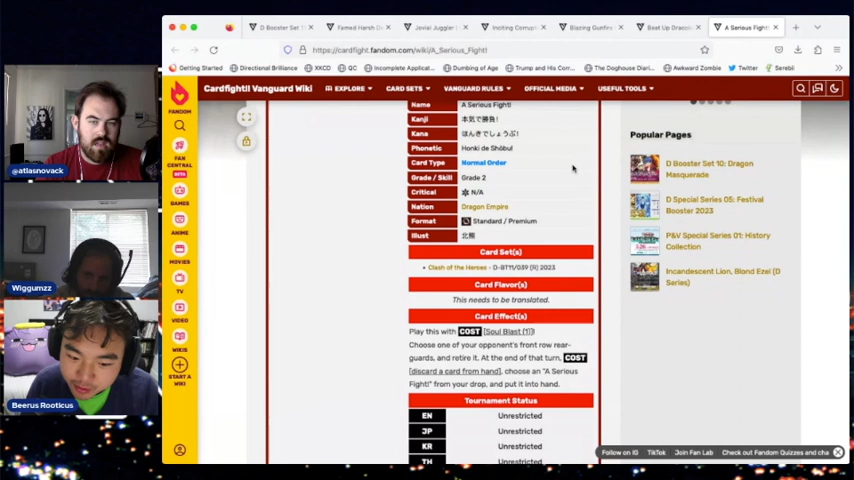 D Booster Set 1
Famed Harsh Dr
Jovial Juggler
Inciting Corrup
Blazing Gunfire
Beat Up Dracol
A Serious Fight!
https://cardfight.fandom.com/wiki/A_Serious_Fight!
Getting Started
Directional Brilliance
XKCD
QC
Incomplete Applicat...
Dumbing of Age
Trump and His Cor...
The Doghouse Diari...
Awkward Zombie
Twitter
Serebii
Cardfight!! Vanguard Wiki
EXPLORE
CARD SETS
VANGUARD RULES
OFFICIAL MEDIA
USEFUL TOOLS
FANDOM
FAN CENTRAL
BETA
GAMES
ANIME
MOVIES
TV
VIDEO
WIKIS
START A WIKI
@atlasnovack
Wiggumzz
Beerus Rooticus
Name A Serious Fight!
Kanji 本気で勝負!
Kana ほんきでしょうぶ!
Phonetic Honki de Shōbu!
Card Type Normal Order
Grade / Skill Grade 2
Critical N/A
Nation Dragon Empire
Format Standard / Premium
Illust 北熊
Card Set(s)
• Clash of the Heroes - D-BT11/039 (R) 2023
Card Flavor(s)
This needs to be translated.
Card Effect(s)
Play this with COST [Soul Blast (1)]!
Choose one of your opponent's front row rear-
guards, and retire it. At the end of that turn, COST
[discard a card from hand], choose an "A Serious
Fight!" from your drop, and put it into hand.
Tournament Status
EN Unrestricted
JP Unrestricted
KR Unrestricted
TH Unrestricted
Popular Pages
D Booster Set 10: Dragon
Masquerade
D Special Series 05: Festival
Booster 2023
P&V Special Series 01: History
Collection
Incandescent Lion, Blond Ezel (D
Series)
Follow on IG
TikTok
Join Fan Lab
Check out Fandom Quizzes and cha